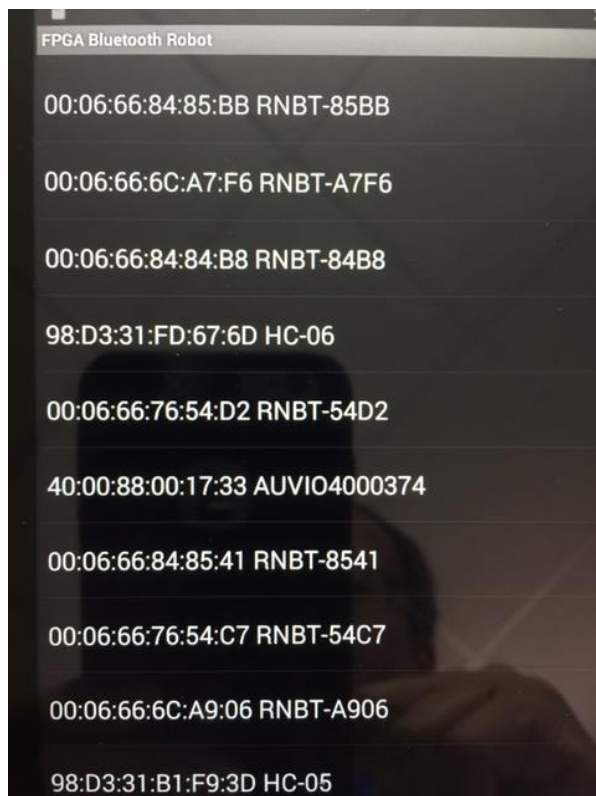 FPGA Bluetooth Robot
00:06:66:84:85:BB RNBT-85BB
00:06:66:6C:A7:F6 RNBT-A7F6
00:06:66:84:84:B8 RNBT-84B8
98:D3:31:FD:67:6D HC-06
00:06:66:76:54:D2 RNBT-54D2
40:00:88:00:17:33 AUVIO4000374
00:06:66:84:85:41 RNBT-8541
00:06:66:76:54:C7 RNBT-54C7
00:06:66:6C:A9:06 RNBT-A906
98:D3:31:B1:F9:3D HC-05